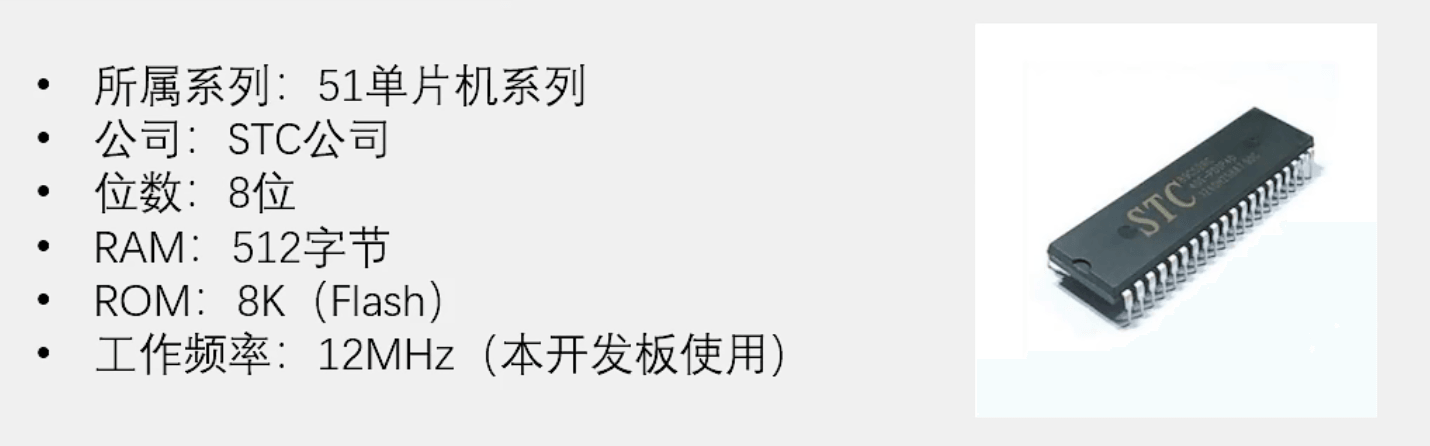 • 所属系列：51单片机系列
• 公司：STC公司
• 位数：8位
• RAM：512字节
• ROM：8K（Flash）
• 工作频率：12MHz（本开发板使用）
STC